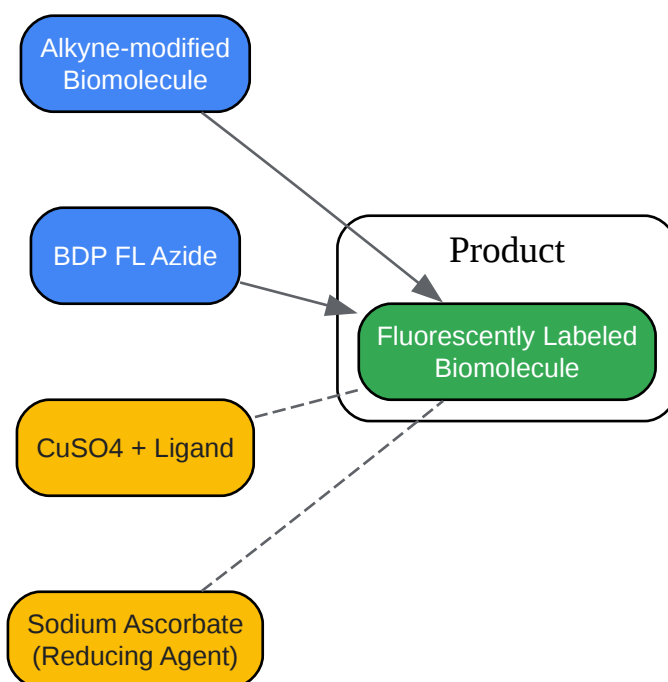 Alkyne-modified
Biomolecule
BDP FL Azide
Product
Fluorescently Labeled
Biomolecule
CuSO4 + Ligand
Sodium Ascorbate
(Reducing Agent)